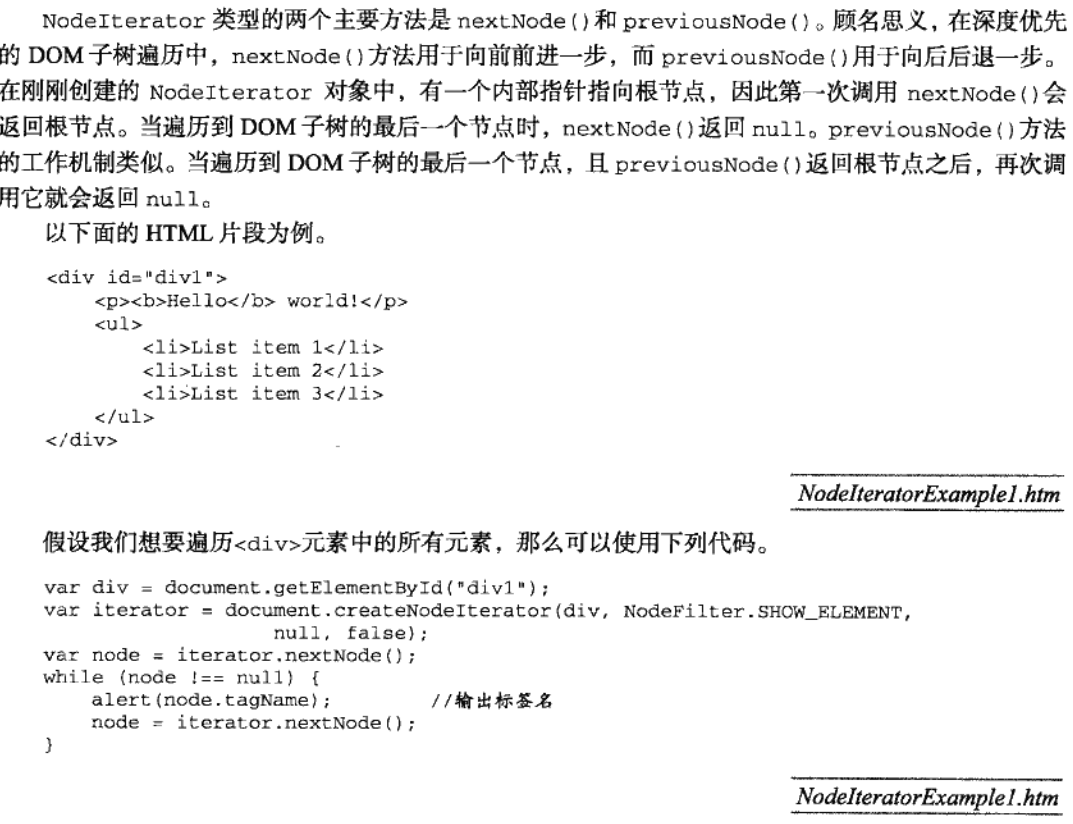 NodeIterator 类型的两个主要方法是 nextNode()和 previousNode()。顾名思义，在深度优先
的 DOM 子树遍历中，nextNode()方法用于向前前进一步，而 previousNode()用于向后后退一步。
在刚刚创建的 NodeIterator 对象中，有一个内部指针指向根节点，因此第一次调用 nextNode()会
返回根节点。当遍历到 DOM 子树的最后一个节点时，nextNode()返回 null。previousNode()方法
的工作机制类似。当遍历到 DOM 子树的最后一个节点，且 previousNode()返回根节点之后，再次调
用它就会返回 null。
以下面的 HTML 片段为例。
<div id="div1">
    <p><b>Hello</b> world!</p>
    <ul>
        <li>List item 1</li>
        <li>List item 2</li>
        <li>List item 3</li>
    </ul>
</div>
NodeIteratorExample1.htm
假设我们想要遍历<div>元素中的所有元素，那么可以使用下列代码。
var div = document.getElementById("div1");
var iterator = document.createNodeIterator(div, NodeFilter.SHOW_ELEMENT,
                   null, false);
var node = iterator.nextNode();
while (node !== null) {
    alert(node.tagName);        //输出标签名
    node = iterator.nextNode();
}
NodeIteratorExample1.htm